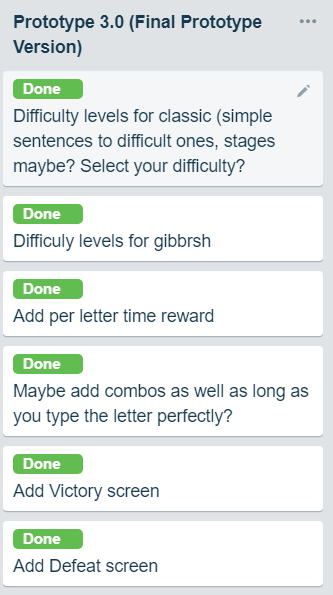 Prototype 3.0 (Final Prototype
Version)
Done
Difficulty levels for classic (simple
sentences to difficult ones, stages
maybe? Select your difficulty?
Done
Difficuly levels for gibbrsh
Done
Add per letter time reward
Done
Maybe add combos as well as long as
you type the letter perfectly?
Done
Add Victory screen
Done
Add Defeat screen